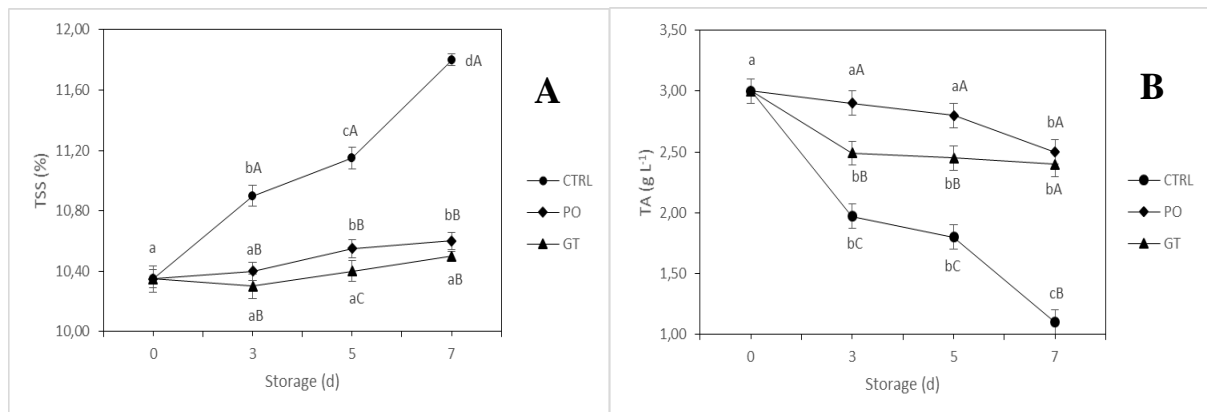 12,00
11,60
11,20
10,80
10,40
10,00
TSS (%)
a
bA
cA
dA
aB
bB
bB
aB
aC
aB
0 3 5 7
Storage (d)
A
CTRL
PO
GT
3,50
3,00
2,50
2,00
1,50
1,00
TA (g L⁻¹)
a
aA
aA
bA
bB
bB
bA
bC
bC
cB
0 3 5 7
Storage (d)
B
CTRL
PO
GT